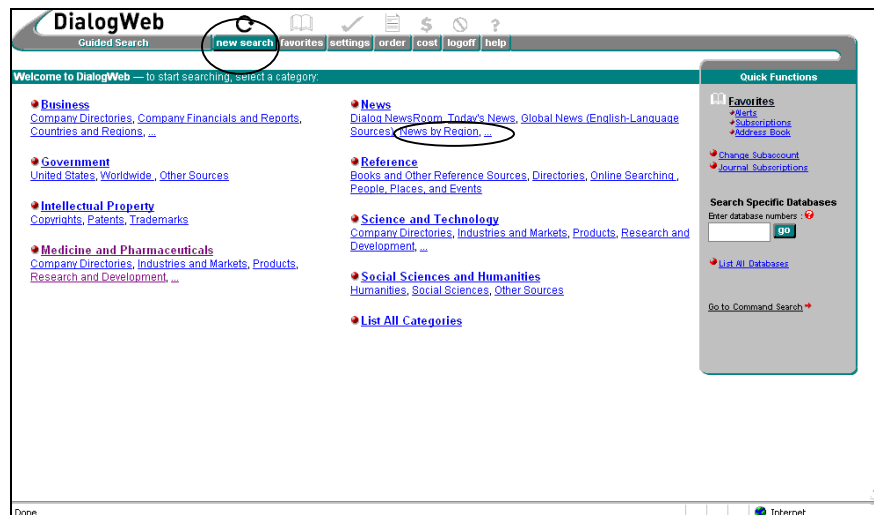 DialogWeb
$ ?
Guided Search
new search favorites settings order cost logoff help
Welcome to DialogWeb — to start searching, select a category:
Business
Company Directories, Company Financials and Reports,
Countries and Regions, ...
Government
United States, Worldwide , Other Sources
Intellectual Property
Copyrights, Patents, Trademarks
Medicine and Pharmaceuticals
Company Directories, Industries and Markets, Products,
Research and Development, ...
News
Dialog NewsRoom, Today's News, Global News (English-Language
Sources), News by Region, ...
Reference
Books and Other Reference Sources, Directories, Online Searching ,
People, Places, and Events
Science and Technology
Company Directories, Industries and Markets, Products, Research and
Development, ...
Social Sciences and Humanities
Humanities, Social Sciences, Other Sources
List All Categories
Quick Functions
Favorites
Alerts
Subscriptions
Address Book
Change Subaccount
Journal Subscriptions
Search Specific Databases
Enter database numbers : ?
go
List All Databases
Go to Command Search
Done
Internet